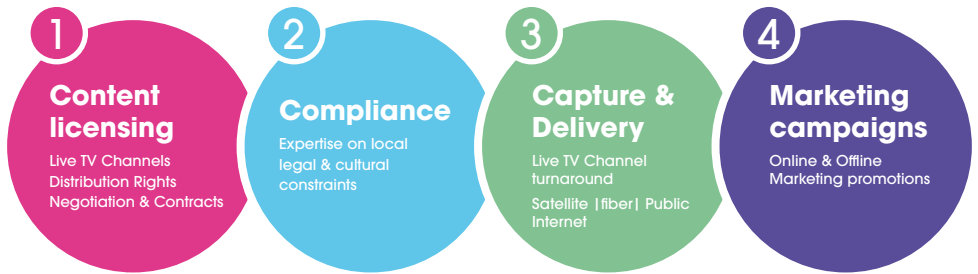 1
Content
licensing
Live TV Channels
Distribution Rights
Negotiation & Contracts
2
Compliance
Expertise on local
legal & cultural
constraints
3
Capture &
Delivery
Live TV Channel
turnaround
Satellite |fiber| Public
Internet
4
Marketing
campaigns
Online & Offline
Marketing promotions